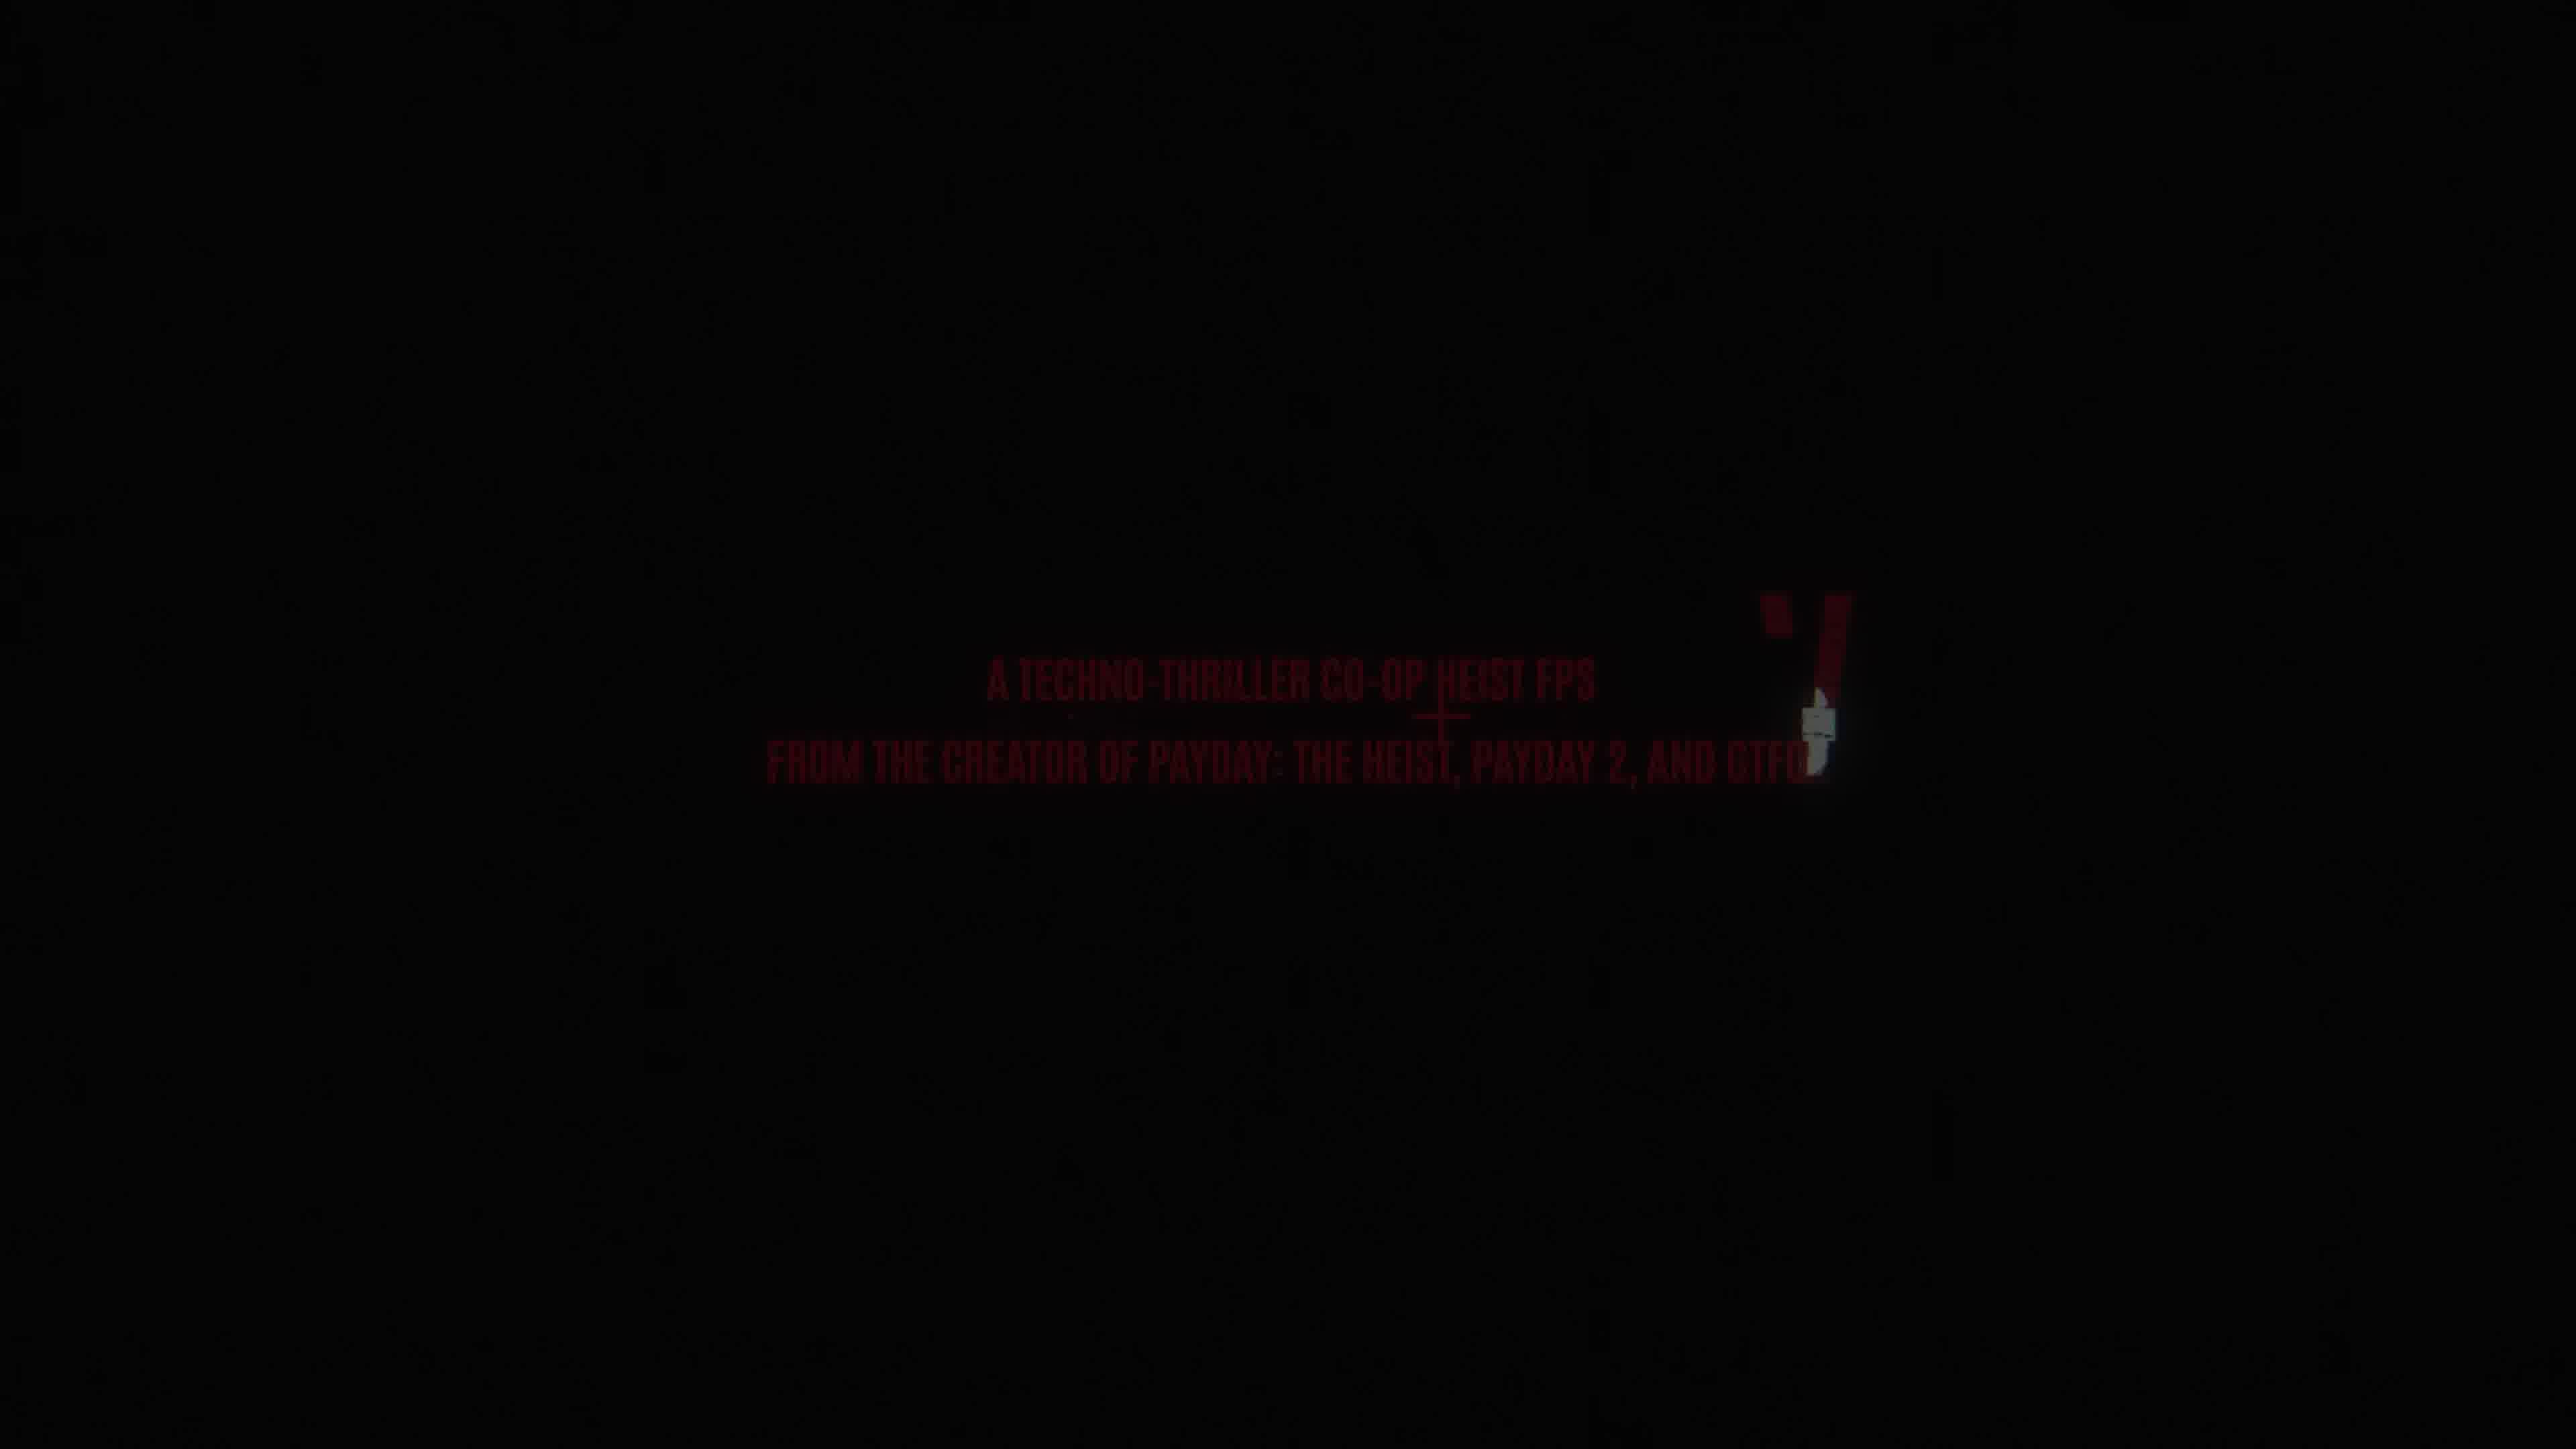 A TECHNO-THRILLER CO-OP HEIST FPS
FROM THE CREATOR OF PAYDAY: THE HEIST, PAYDAY 2, AND GTFO